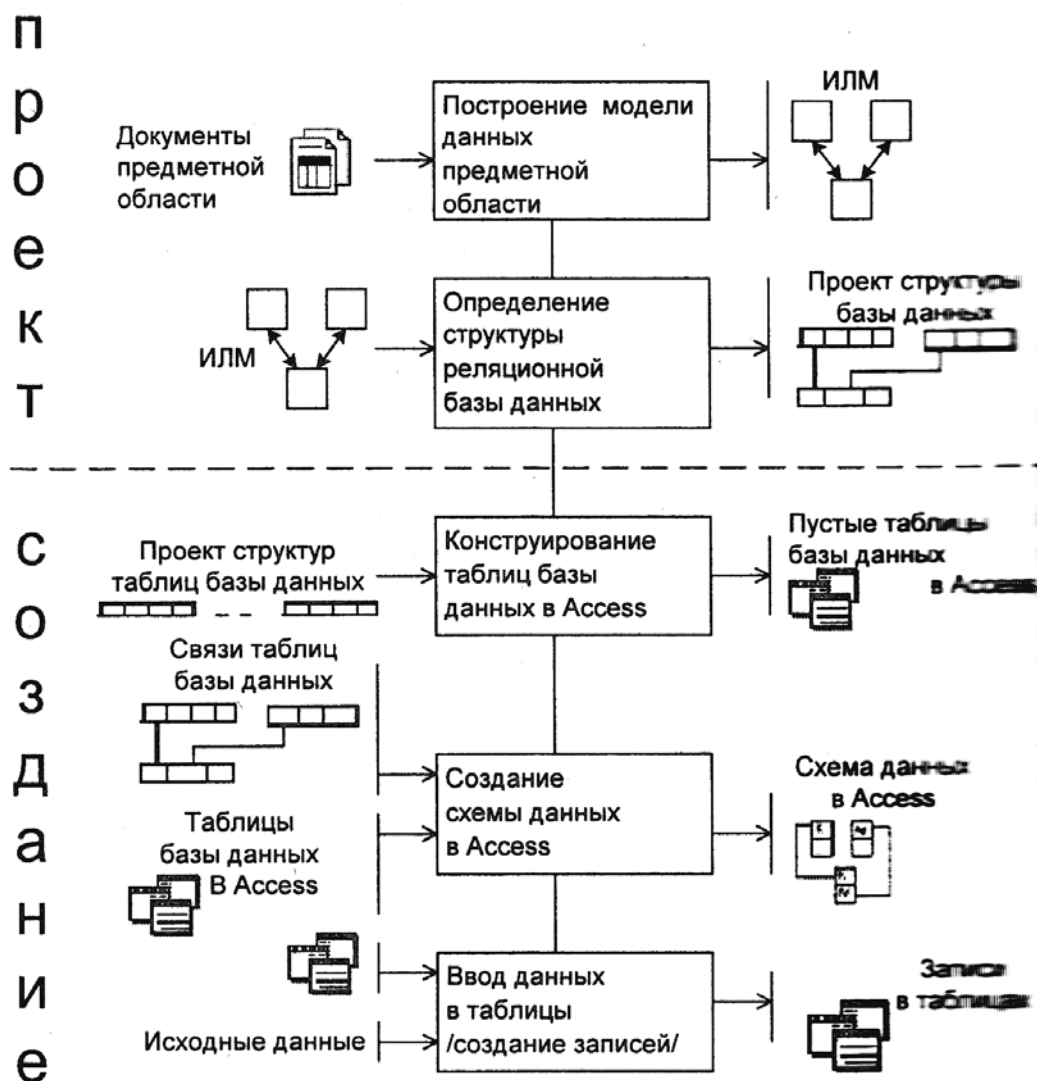 проект
ИЛМ
Документы
предметной
области
Построение модели
данных
предметной
области
ИЛМ
Определение
структуры
реляционной
базы данных
Проект структуры
базы данных
создание
Проект структур
таблиц базы данных
Конструирование
таблиц базы
данных в Access
Пустые таблицы
базы данных
в Access
Связи таблиц
базы данных
Таблицы
базы данных
В Access
Создание
схемы данных
в Access
Схема данных
в Access
Исходные данные
Ввод данных
в таблицы
/создание записей/
Записи
в таблицах